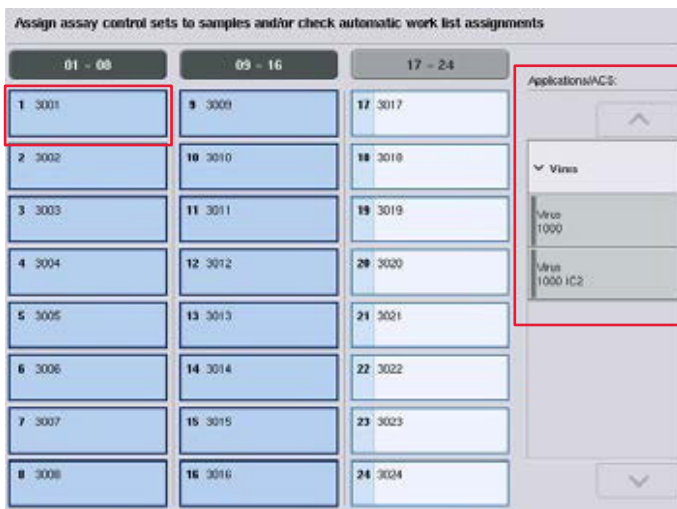 Assign assay control sets to samples and/or check automatic work list assignments
01 - 08
09 - 16
17 - 24
Applications/ACS:
1 3001
9 3009
17 3017
2 3002
10 3010
18 3018
Virus
3 3003
11 3011
19 3019
Virus
1000
4 3004
12 3012
20 3020
Virus
1000 IC2
5 3005
13 3013
21 3021
6 3006
14 3014
22 3022
7 3007
15 3015
23 3023
8 3008
16 3016
24 3024